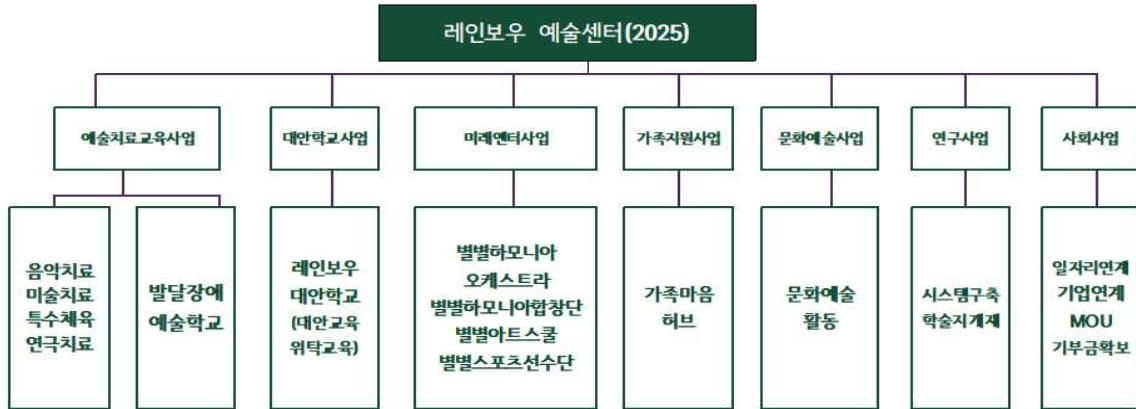 레인보우 예술센터(2025)
예술치료교육사업
대안학교사업
미래엔터사업
가족지원사업
문화예술사업
연구사업
사회사업
음악치료
미술치료
특수체육
연극치료
발달장애
예술학교
레인보우
대안학교
(대안교육
위탁교육)
별별하모니아
오케스트라
별별하모니아합창단
별별아트스쿨
별별스포츠선수단
가족마음
허브
문화예술
활동
시스템구축
학술지게재
일자리연계
기업연계
MOU
기부금확보